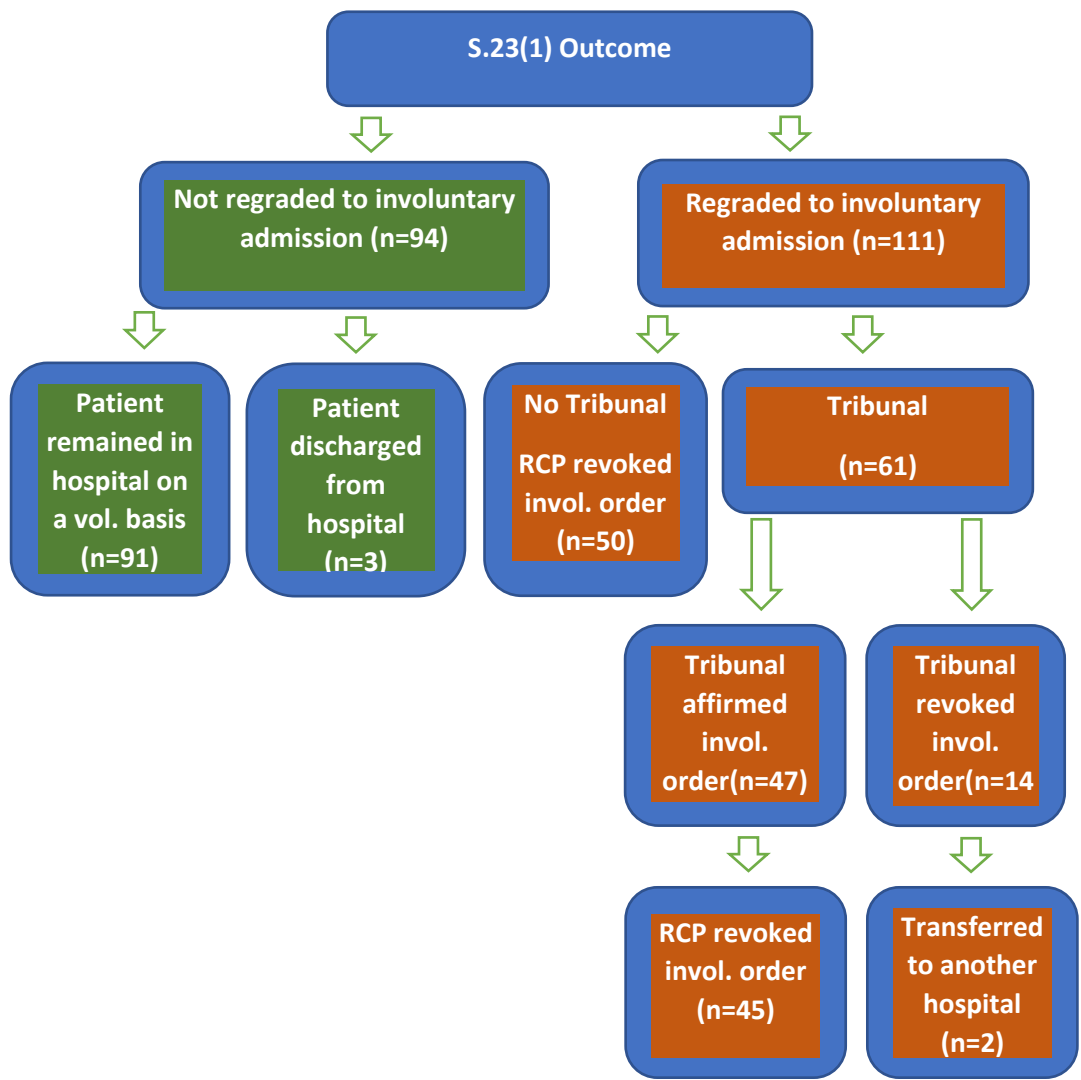 S.23(1) Outcome
Not regraded to involuntary
admission (n=94)
Regraded to involuntary
admission (n=111)
Patient
remained in
hospital on
a vol. basis
(n=91)
Patient
discharged
from
hospital
(n=3)
No Tribunal
RCP revoked
invol. order
(n=50)
Tribunal
(n=61)
Tribunal
affirmed
invol.
order(n=47)
Tribunal
revoked
invol.
order(n=14
RCP revoked
invol. order
(n=45)
Transferred
to another
hospital
(n=2)